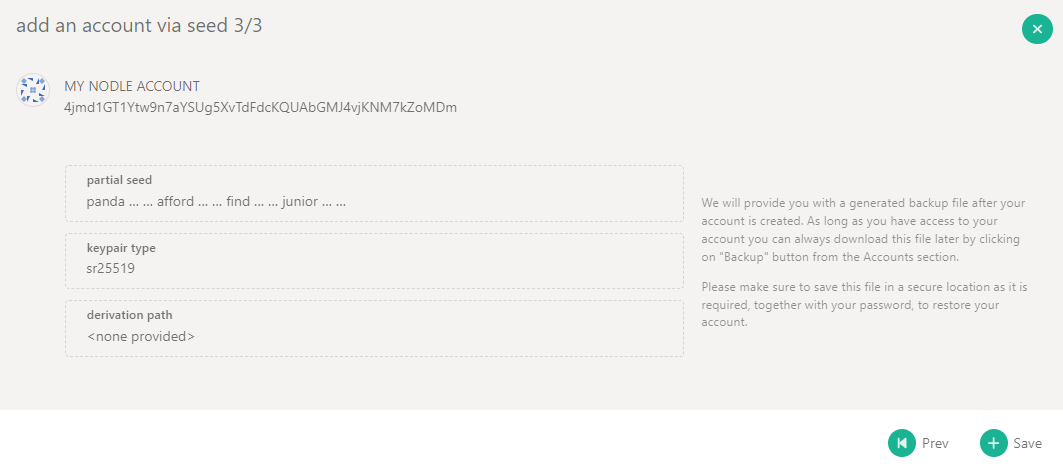 add an account via seed 3/3
MY NODLE ACCOUNT
4jmd1GT1Ytw9n7aYSUg5XvTdFdcKQUAbGMJ4vjKNM7kZoMDm
partial seed
panda ... ... afford ... ... find ... ... junior ... ...
keypair type
sr25519
derivation path
<none provided>
We will provide you with a generated backup file after your
account is created. As long as you have access to your
account you can always download this file later by clicking
on "Backup" button from the Accounts section.
Please make sure to save this file in a secure location as it is
required, together with your password, to restore your
account.
Prev
Save